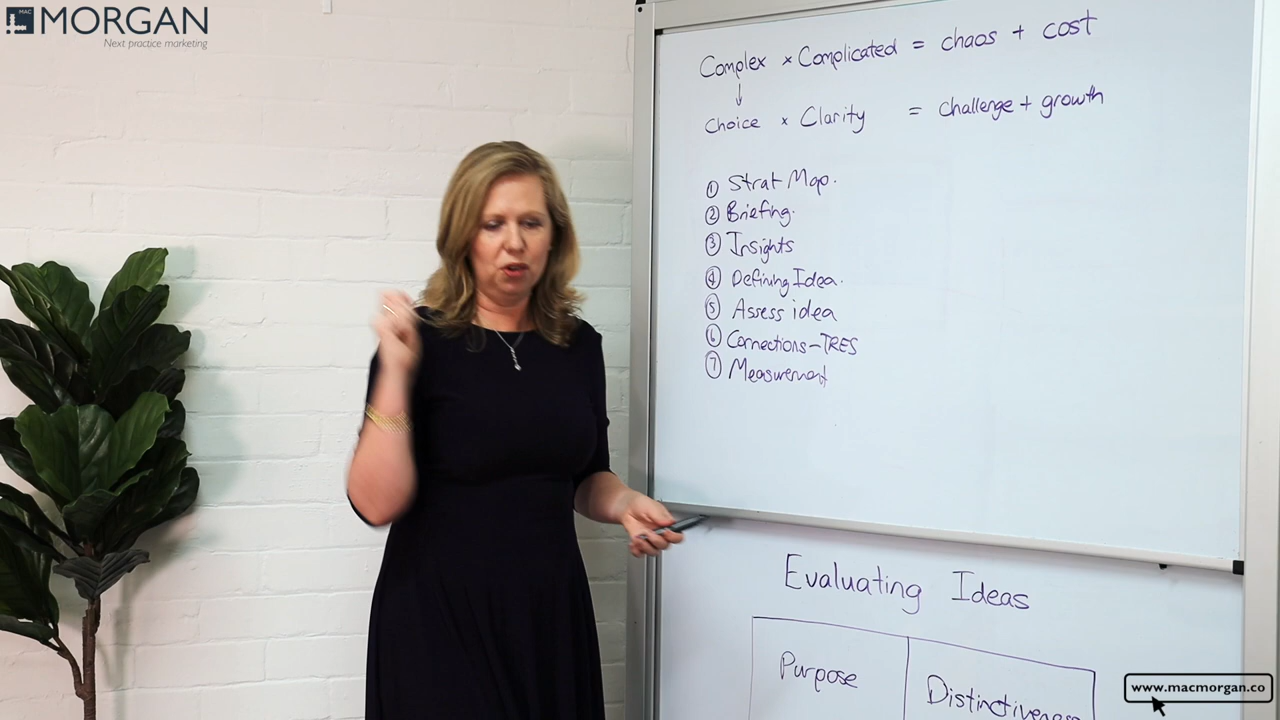 MAC
MORGAN
Next practice marketing
Complex × Complicated = chaos + cost
↓
choice × Clarity = challenge + growth
① Strat Map.
② Briefing.
③ Insights
④ Defining Idea.
⑤ Assess idea
⑥ Connections - TRES
⑦ Measurement
Evaluating Ideas
Purpose
Distinctiveness
www.macmorgan.co